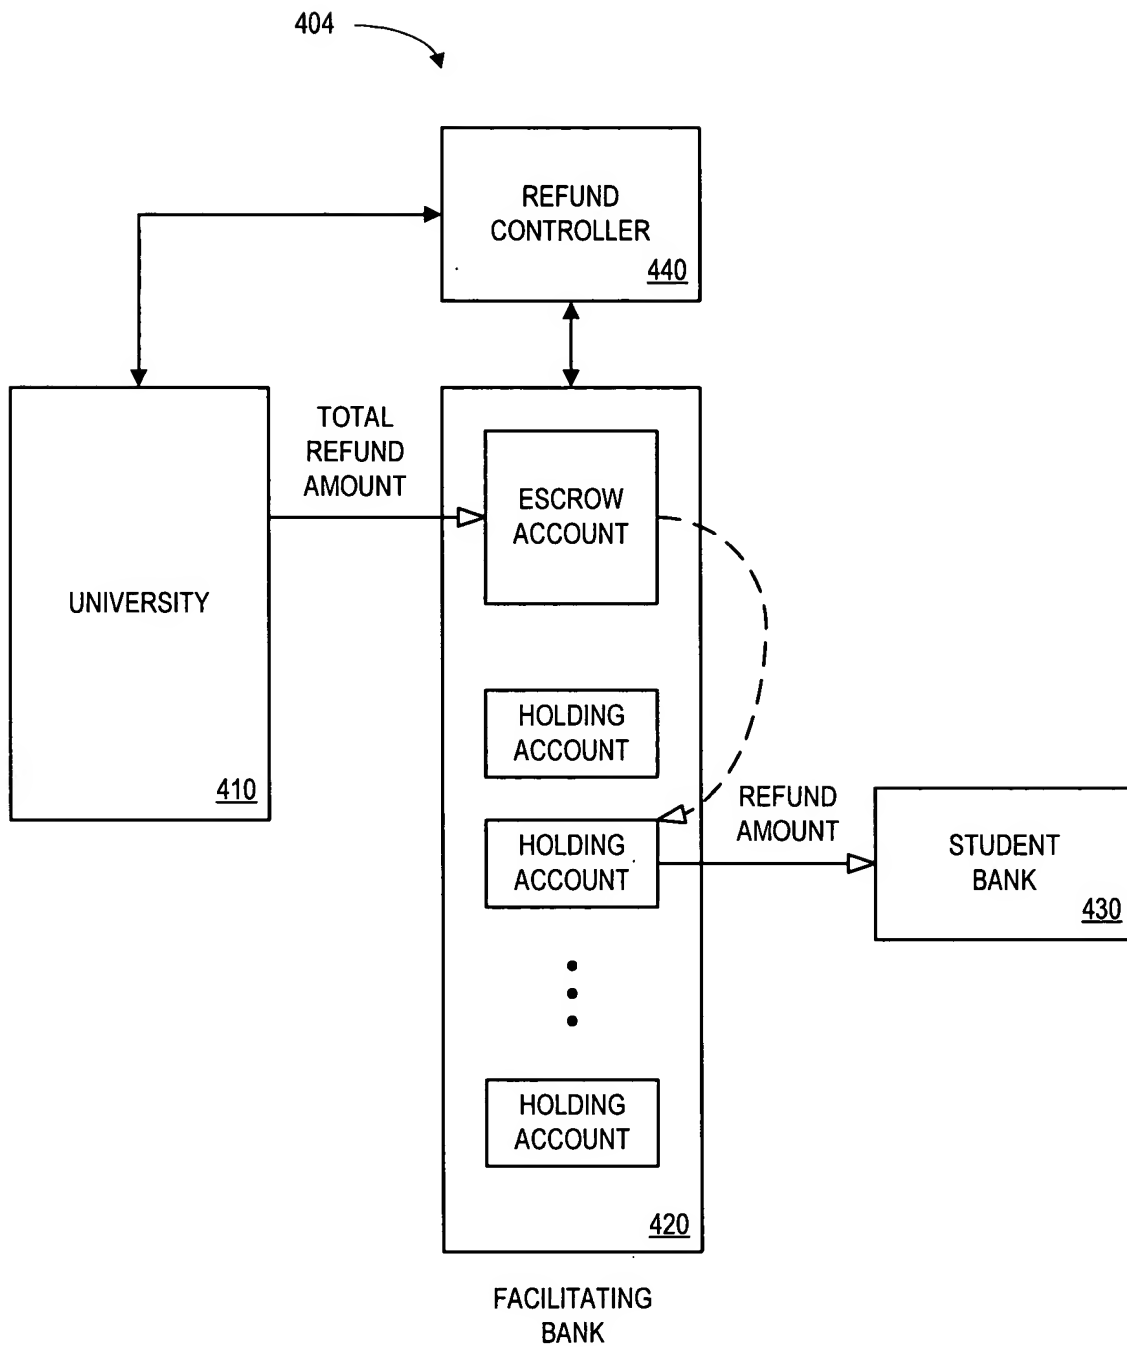 404
REFUND
CONTROLLER
440
TOTAL
REFUND
AMOUNT
ESCROW
ACCOUNT
UNIVERSITY
410
HOLDING
ACCOUNT
HOLDING
ACCOUNT
REFUND
AMOUNT
STUDENT
BANK
430
HOLDING
ACCOUNT
420
FACILITATING
BANK